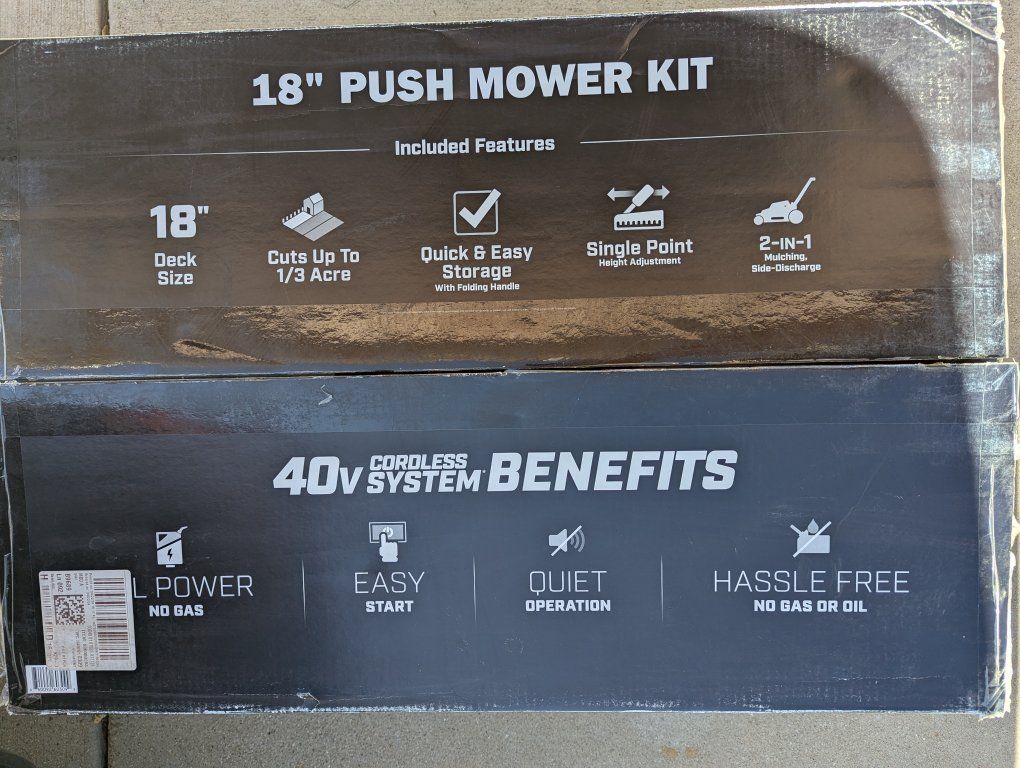 18" PUSH MOWER KIT
Included Features
18"
Deck
Size
Cuts Up To
1/3 Acre
Quick & Easy
Storage
With Folding Handle
Single Point
Height Adjustment
2-IN-1
Mulching,
Side-Discharge
40V CORDLESS SYSTEM BENEFITS
L POWER
NO GAS
EASY
START
QUIET
OPERATION
HASSLE FREE
NO GAS OR OIL